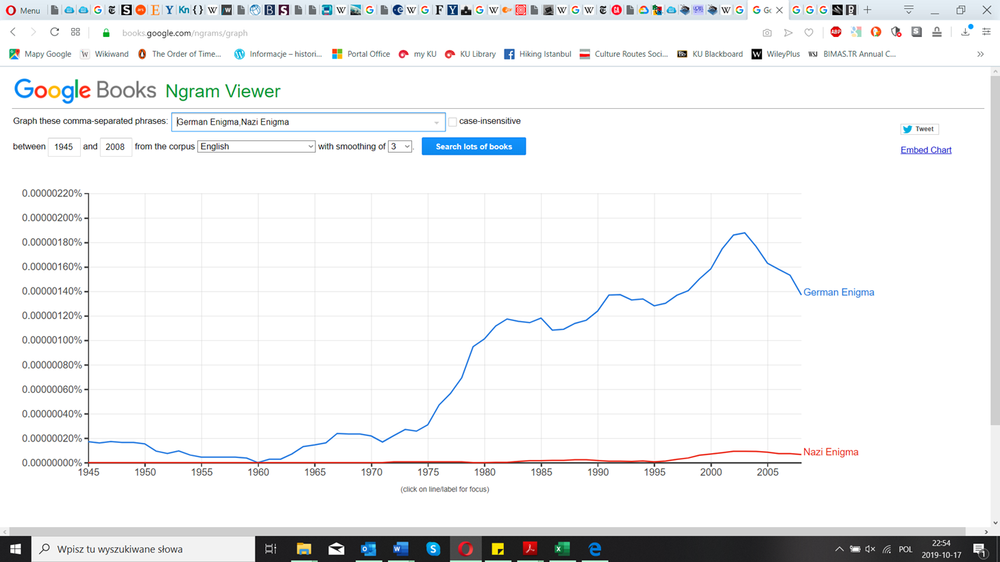 Menu
books.google.com/ngrams/graph
Mapy Google
Wikiwand
The Order of Time...
Informacje – histori...
Portal Office
my KU
KU Library
Hiking Istanbul
Culture Routes Soci...
KU Blackboard
WileyPlus
BIMAS.TR Annual C...
Google Books Ngram Viewer
Graph these comma-separated phrases: German Enigma,Nazi Enigma case-insensitive
between 1945 and 2008 from the corpus English with smoothing of 3 . Search lots of books
Tweet
Embed Chart
0.00000220%
0.00000200%
0.00000180%
0.00000160%
0.00000140%
0.00000120%
0.00000100%
0.00000080%
0.00000060%
0.00000040%
0.00000020%
0.00000000%
German Enigma
Nazi Enigma
1945 1950 1955 1960 1965 1970 1975 1980 1985 1990 1995 2000 2005
(click on line/label for focus)
Wpisz tu wyszukiwane słowa
POL
22:54
2019-10-17
1